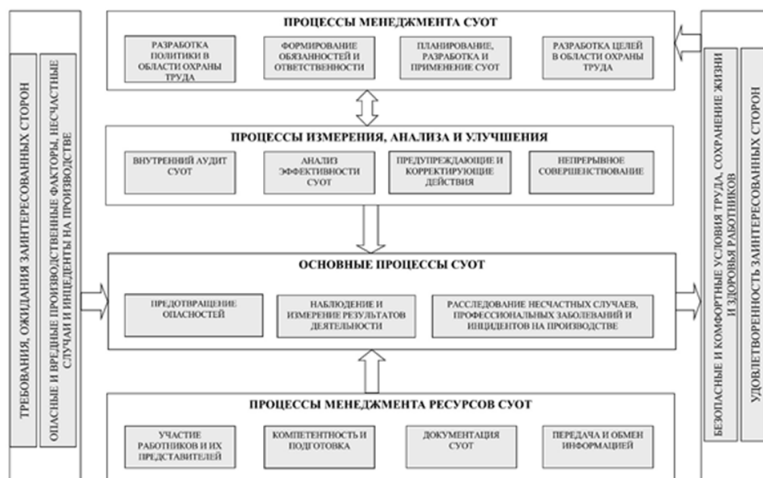 ТРЕБОВАНИЯ, ОЖИДАНИЯ ЗАИНТЕРЕСОВАННЫХ СТОРОН
ОПАСНЫЕ И ВРЕДНЫЕ ПРОИЗВОДСТВЕННЫЕ ФАКТОРЫ, НЕСЧАСТНЫЕ
СЛУЧАИ И ИНЦЕДЕНТЫ НА ПРОИЗВОДСТВЕ
ПРОЦЕССЫ МЕНЕДЖМЕНТА СУОТ
РАЗРАБОТКА
ПОЛИТИКИ В
ОБЛАСТИ ОХРАНЫ
ТРУДА
ФОРМИРОВАНИЕ
ОБЯЗАННОСТЕЙ И
ОТВЕТСТВЕННОСТИ
ПЛАНИРОВАНИЕ,
РАЗРАБОТКА И
ПРИМЕНЕНИЕ СУОТ
РАЗРАБОТКА ЦЕЛЕЙ
В ОБЛАСТИ ОХРАНЫ
ТРУДА
ПРОЦЕССЫ ИЗМЕРЕНИЯ, АНАЛИЗА И УЛУЧШЕНИЯ
ВНУТРЕННИЙ АУДИТ
СУОТ
АНАЛИЗ
ЭФФЕКТИВНОСТИ
СУОТ
ПРЕДУПРЕЖДАЮЩИЕ И
КОРРЕКТИРУЮЩИЕ
ДЕЙСТВИЯ
НЕПРЕРЫВНОЕ
СОВЕРШЕНСТВОВАНИЕ
ОСНОВНЫЕ ПРОЦЕССЫ СУОТ
ПРЕДОТВРАЩЕНИЕ
ОПАСНОСТЕЙ
НАБЛЮДЕНИЕ И
ИЗМЕРЕНИЕ РЕЗУЛЬТАТОВ
ДЕЯТЕЛЬНОСТИ
РАССЛЕДОВАНИЕ НЕСЧАСТНЫХ СЛУЧАЕВ,
ПРОФЕССИОНАЛЬНЫХ ЗАБОЛЕВАНИЙ И
ИНЦИДЕНТОВ НА ПРОИЗВОДСТВЕ
ПРОЦЕССЫ МЕНЕДЖМЕНТА РЕСУРСОВ СУОТ
УЧАСТИЕ
РАБОТНИКОВ И ИХ
ПРЕДСТАВИТЕЛЕЙ
КОМПЕТЕНТНОСТЬ И
ПОДГОТОВКА
ДОКУМЕНТАЦИЯ
СУОТ
ПЕРЕДАЧА И ОБМЕН
ИНФОРМАЦИЕЙ
БЕЗОПАСНЫЕ И КОМФОРТНЫЕ УСЛОВИЯ ТРУДА, СОХРАНЕНИЕ ЖИЗНИ
И ЗДОРОВЬЯ РАБОТНИКОВ
УДОВЛЕТВОРЕННОСТЬ ЗАИНТЕРЕСОВАННЫХ СТОРОН